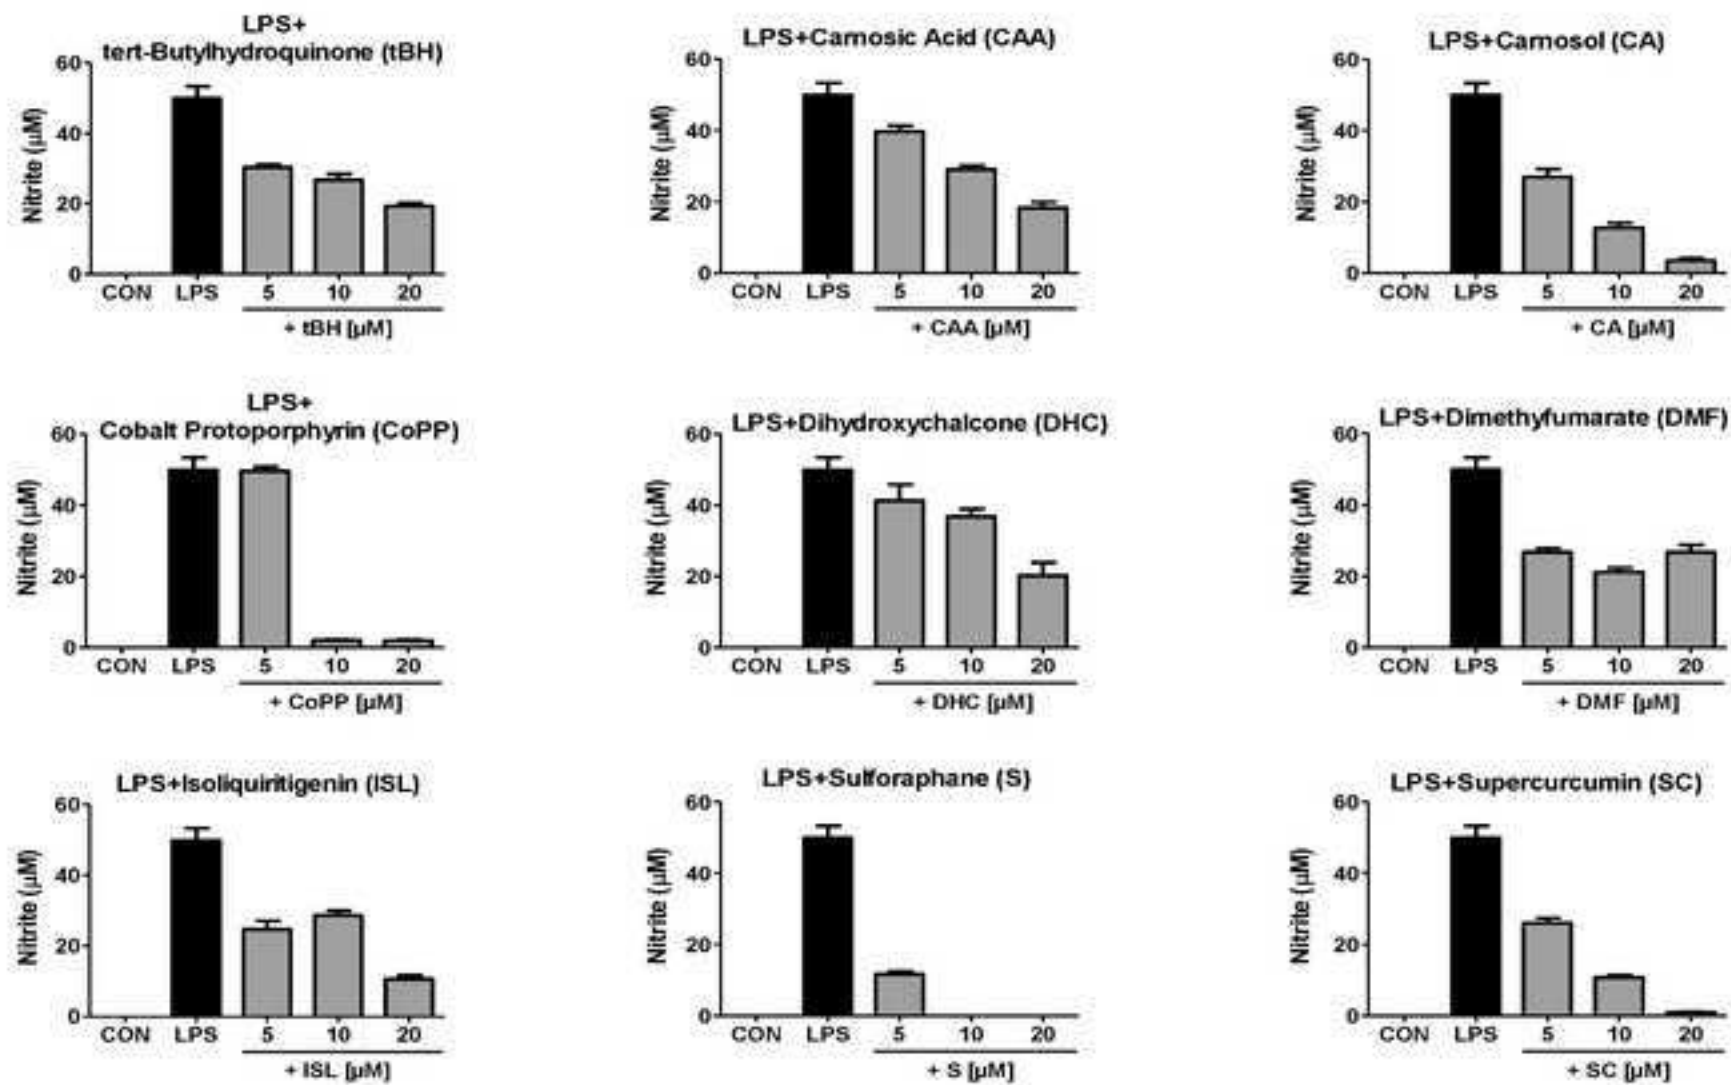 LPS+
tert-Butylhydroquinone (tBH)
Nitrite (µM)
60
40
20
0
CON LPS 5 10 20
+ tBH [µM]
LPS+Carnosic Acid (CAA)
Nitrite (µM)
60
40
20
0
CON LPS 5 10 20
+ CAA [µM]
LPS+Carnosol (CA)
Nitrite (µM)
60
40
20
0
CON LPS 5 10 20
+ CA [µM]
LPS+
Cobalt Protoporphyrin (CoPP)
Nitrite (µM)
60
40
20
0
CON LPS 5 10 20
+ CoPP [µM]
LPS+Dihydroxychalcone (DHC)
Nitrite (µM)
60
40
20
0
CON LPS 5 10 20
+ DHC [µM]
LPS+Dimethyfumarate (DMF)
Nitrite (µM)
60
40
20
0
CON LPS 5 10 20
+ DMF [µM]
LPS+Isoliquiritigenin (ISL)
Nitrite (µM)
60
40
20
0
CON LPS 5 10 20
+ ISL [µM]
LPS+Sulforaphane (S)
Nitrite (µM)
60
40
20
0
CON LPS 5 10 20
+ S [µM]
LPS+Supercurcumin (SC)
Nitrite (µM)
60
40
20
0
CON LPS 5 10 20
+ SC [µM]